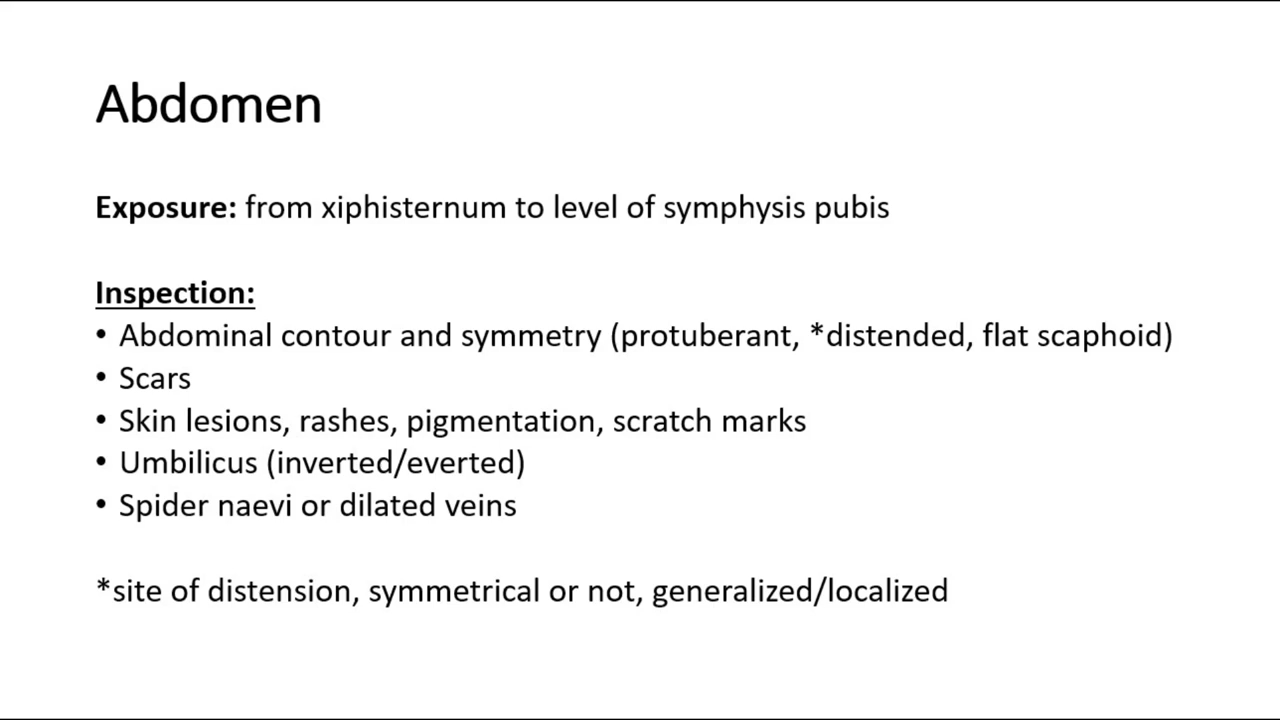 Abdomen
Exposure: from xiphisternum to level of symphysis pubis
Inspection:
• Abdominal contour and symmetry (protuberant, *distended, flat scaphoid)
• Scars
• Skin lesions, rashes, pigmentation, scratch marks
• Umbilicus (inverted/everted)
• Spider naevi or dilated veins
*site of distension, symmetrical or not, generalized/localized